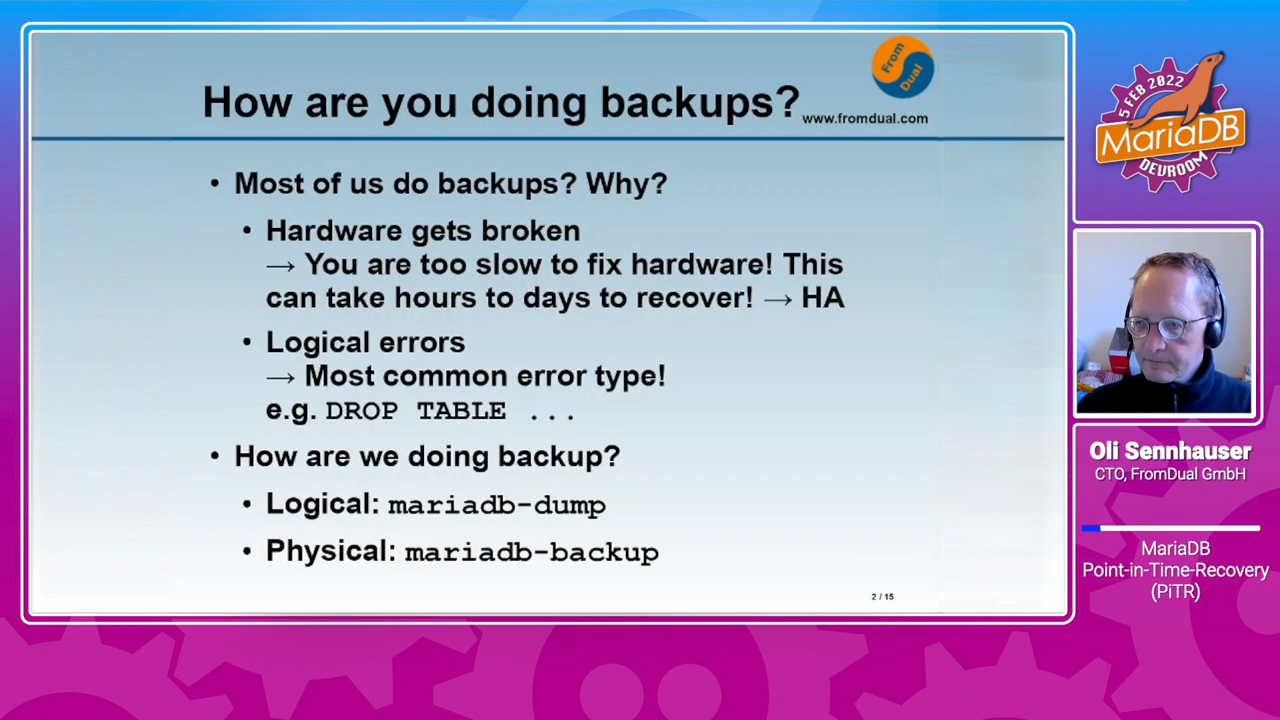 How are you doing backups?
From
Dual
www.fromdual.com
• Most of us do backups? Why?
• Hardware gets broken
→ You are too slow to fix hardware! This
can take hours to days to recover! → HA
• Logical errors
→ Most common error type!
e.g. DROP TABLE ...
• How are we doing backup?
• Logical: mariadb-dump
• Physical: mariadb-backup
2 / 15
5 FEB 2022
MariaDB
DEVROOM
Oli Sennhauser
CTO, FromDual GmbH
MariaDB
Point-in-Time-Recovery
(PiTR)